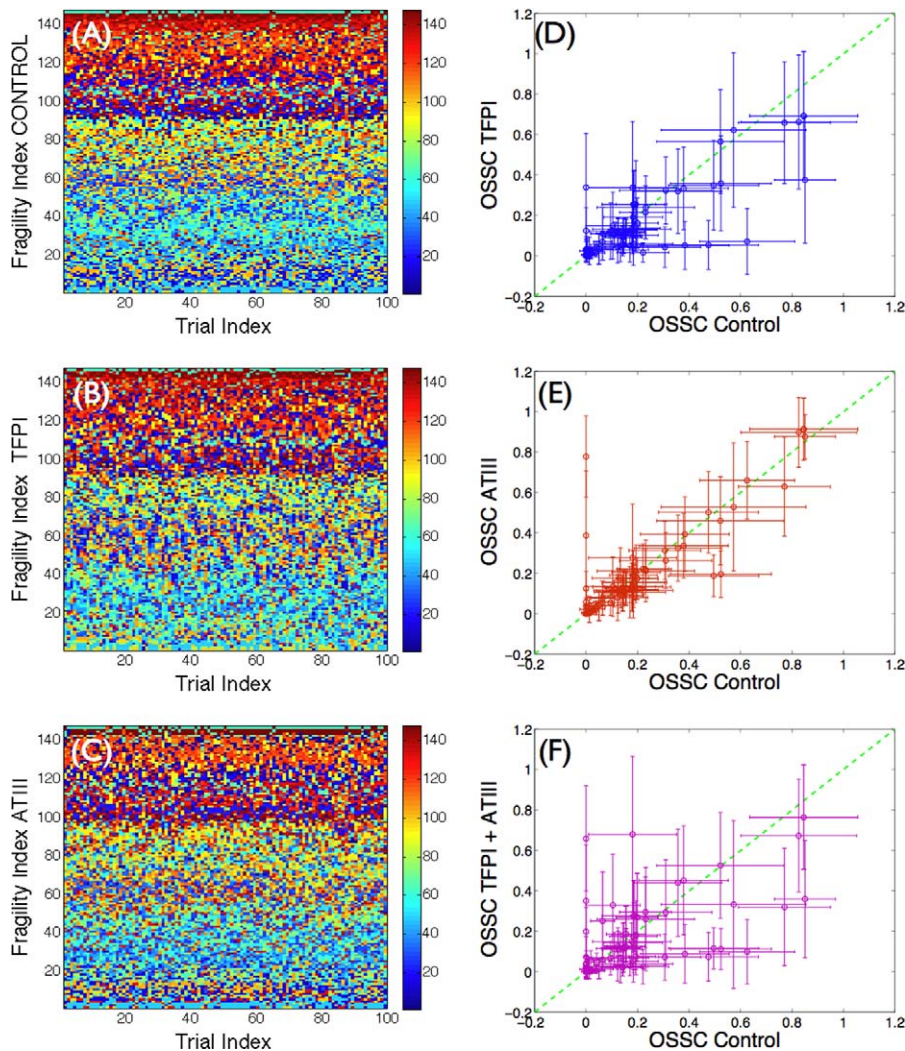 (A)
Fragility Index CONTROL
140
120
100
80
60
40
20
20 40 60 80 100
Trial Index
140
120
100
80
60
40
20
(D)
OSSC TFPI
1.2
1
0.8
0.6
0.4
0.2
0
−0.2
−0.2 0 0.2 0.4 0.6 0.8 1 1.2
OSSC Control
(B)
Fragility Index TFPI
140
120
100
80
60
40
20
20 40 60 80 100
Trial Index
140
120
100
80
60
40
20
(E)
OSSC ATIII
1.2
1
0.8
0.6
0.4
0.2
0
−0.2
−0.2 0 0.2 0.4 0.6 0.8 1 1.2
OSSC Control
(C)
Fragility Index ATIII
140
120
100
80
60
40
20
20 40 60 80 100
Trial Index
140
120
100
80
60
40
20
(F)
OSSC TFPI + ATIII
1.2
1
0.8
0.6
0.4
0.2
0
−0.2
−0.2 0 0.2 0.4 0.6 0.8 1 1.2
OSSC Control